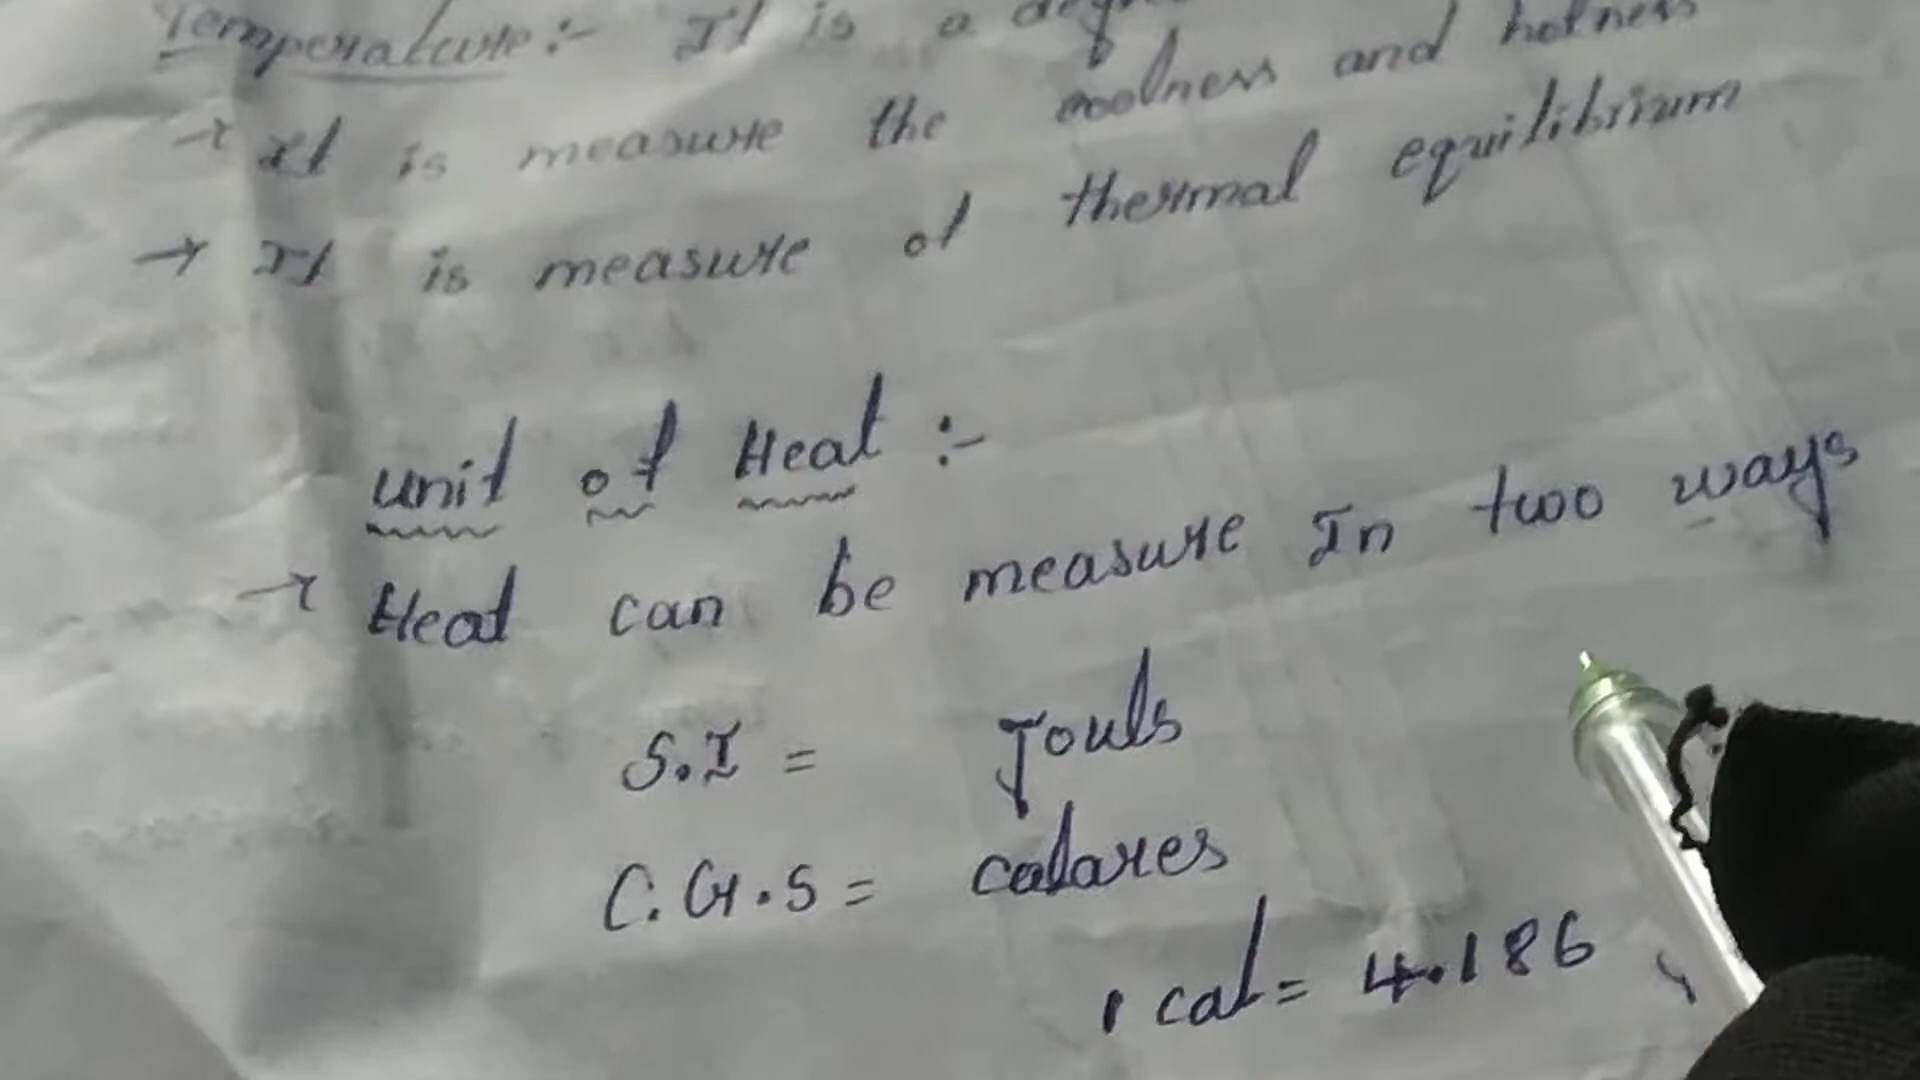 Temperature:- It is a
→ It is measure the coolness and hotness
→ It is measure of thermal equilibrium
unit of Heat :-
→ Heat can be measure In two ways
S.I = Jouls
C.G.S = calares
1 cal = 4.186